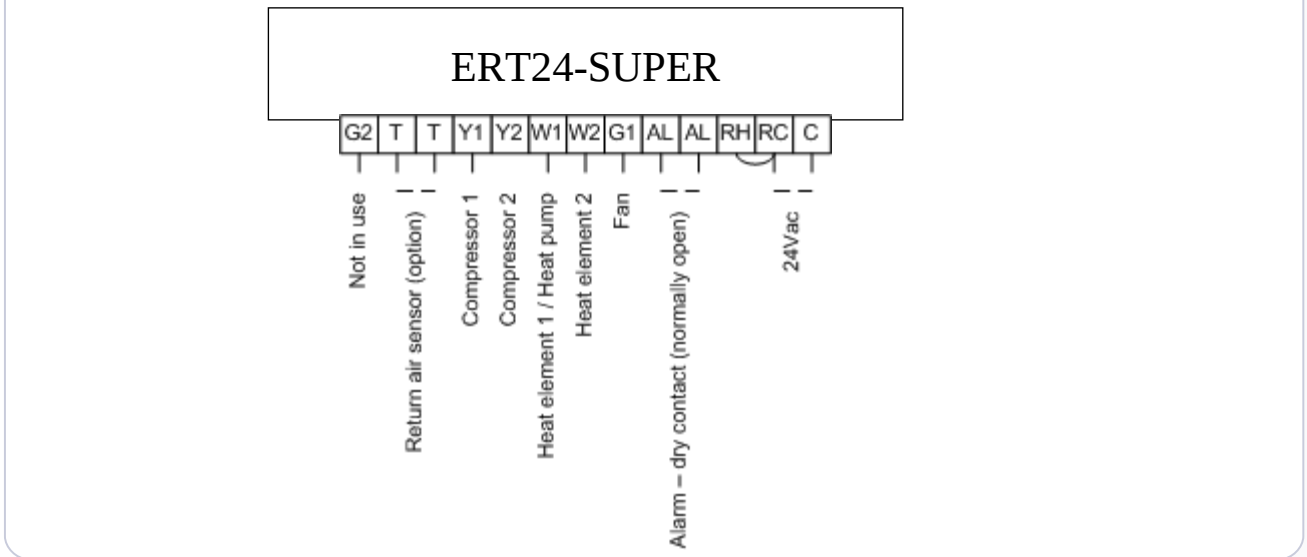 ERT24-SUPER
G2 T T Y1 Y2 W1 W2 G1 AL AL RH RC C
Not in use
Return air sensor (option)
Compressor 1
Compressor 2
Heat element 1 / Heat pump
Heat element 2
Fan
Alarm – dry contact (normally open)
24Vac